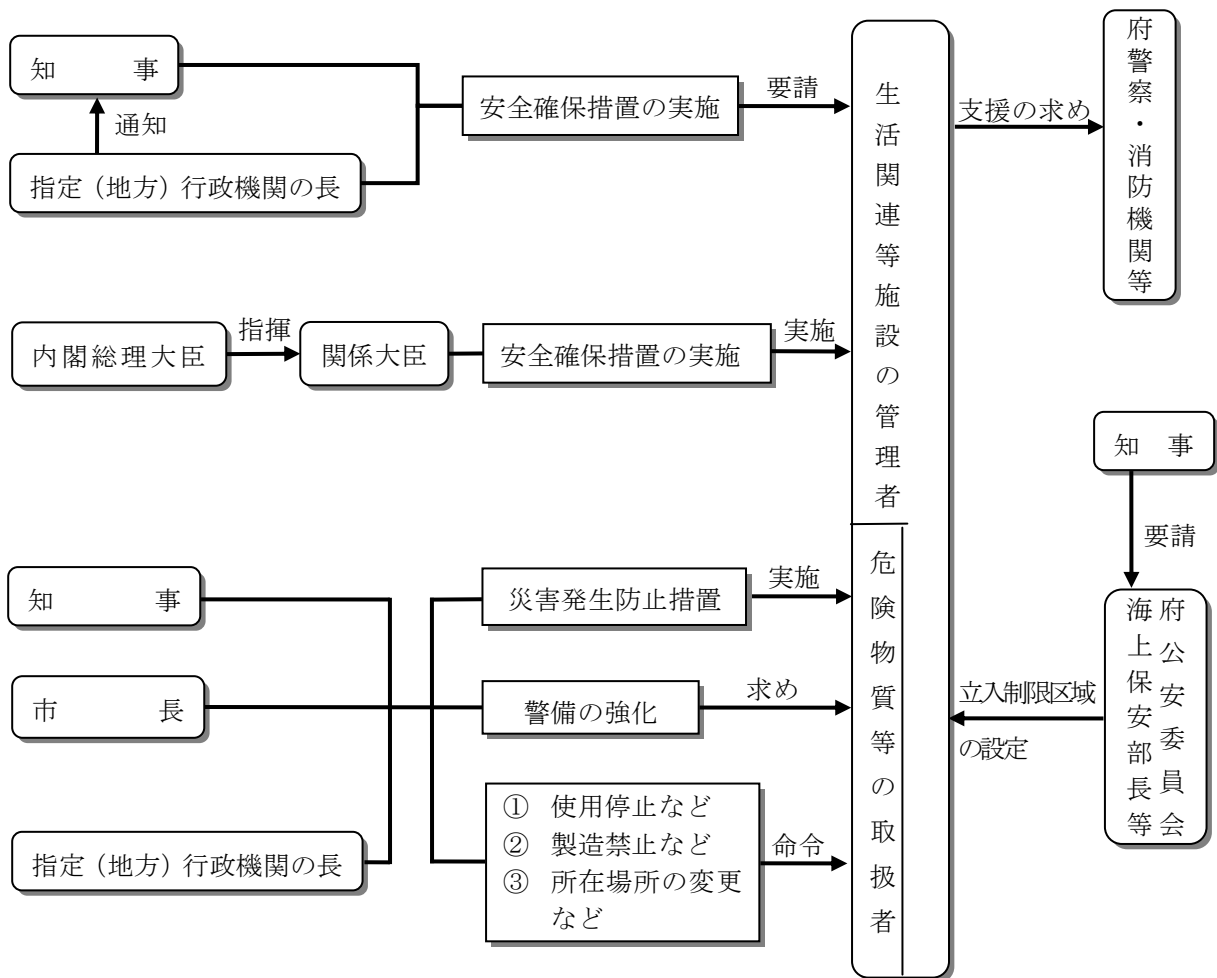 知　事
通知
指定（地方）行政機関の長
安全確保措置の実施
要請
生活関連等施設の管理者
支援の求め
府警察・消防機関等
内閣総理大臣
指揮
関係大臣
安全確保措置の実施
実施
知　事
要請
府公安委員会
海上保安部長等
立入制限区域
の設定
知　事
市　長
指定（地方）行政機関の長
災害発生防止措置
実施
警備の強化
求め
①　使用停止など
②　製造禁止など
③　所在場所の変更
など
命令
危険物質等の取扱者